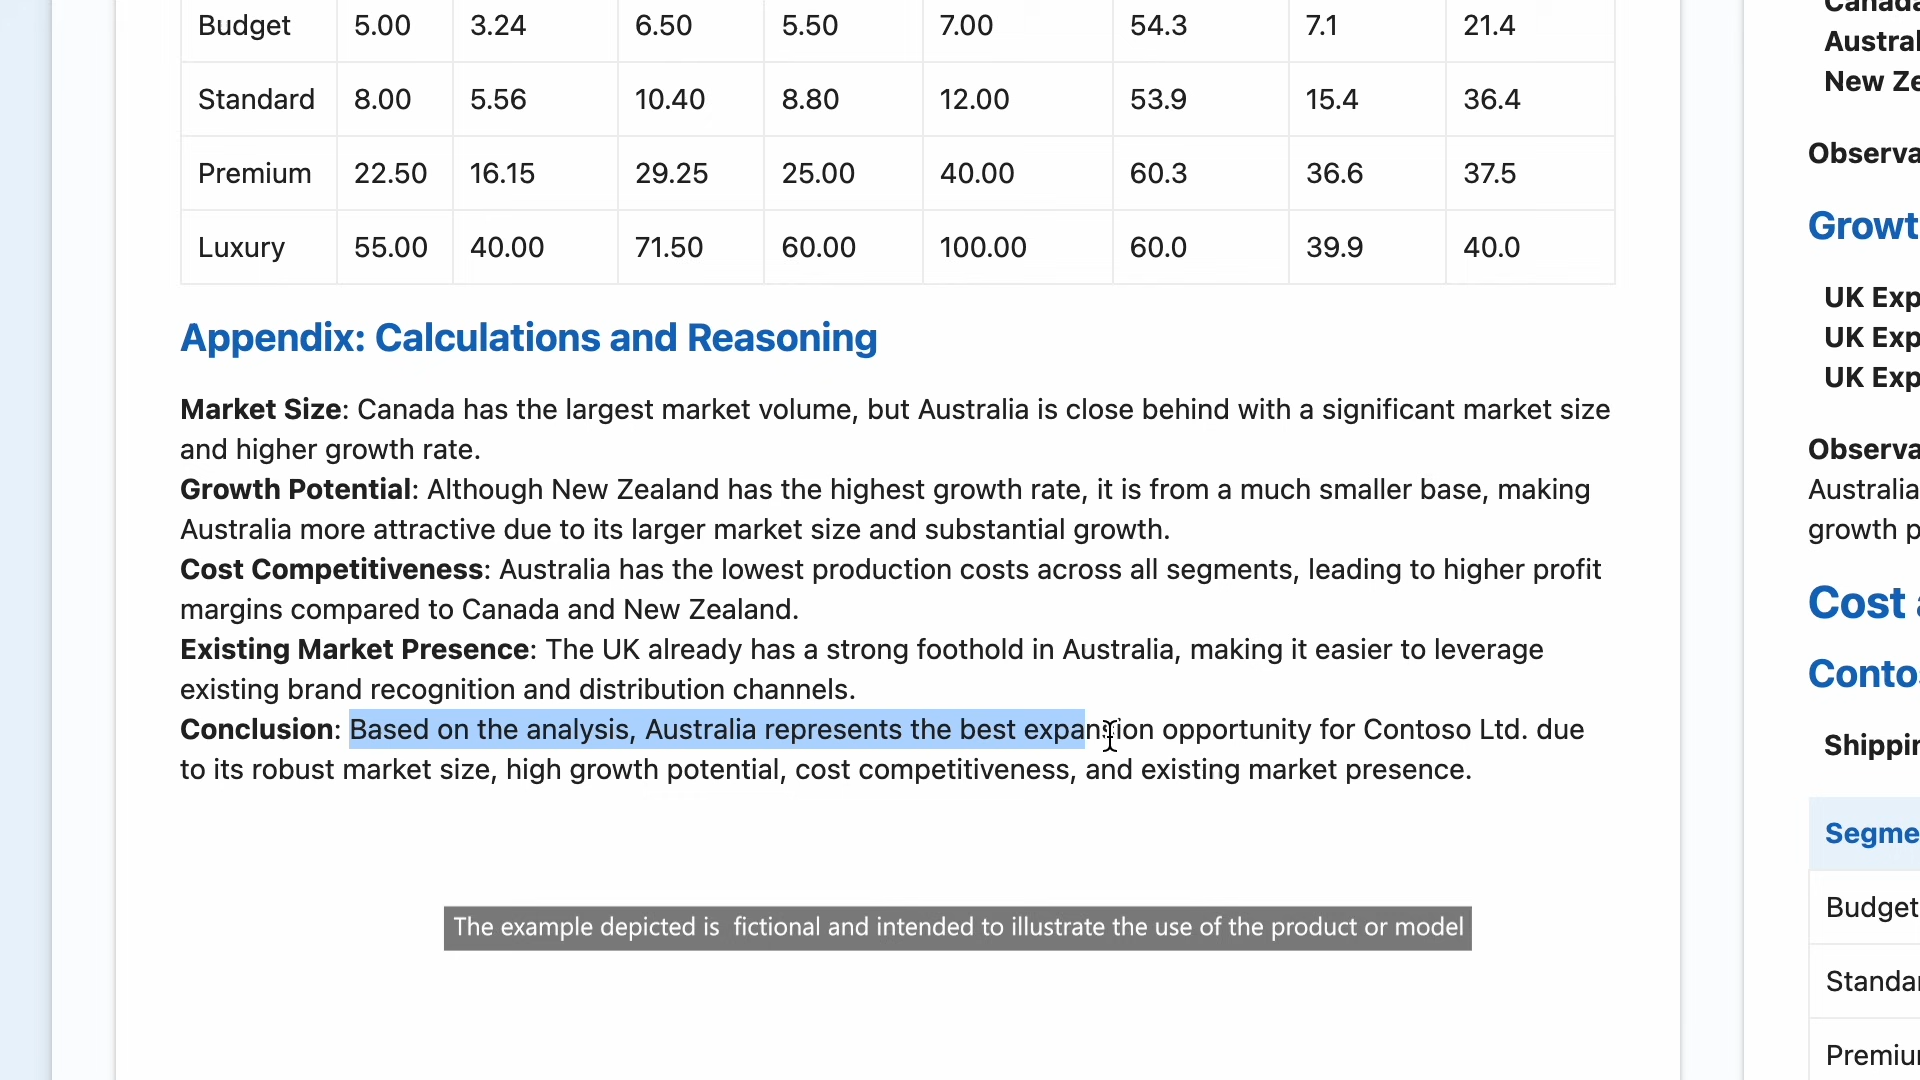 Budget 5.00 3.24 6.50 5.50 7.00 54.3 7.1 21.4
Standard 8.00 5.56 10.40 8.80 12.00 53.9 15.4 36.4
Premium 22.50 16.15 29.25 25.00 40.00 60.3 36.6 37.5
Luxury 55.00 40.00 71.50 60.00 100.00 60.0 39.9 40.0
Appendix: Calculations and Reasoning
Market Size: Canada has the largest market volume, but Australia is close behind with a significant market size
and higher growth rate.
Growth Potential: Although New Zealand has the highest growth rate, it is from a much smaller base, making
Australia more attractive due to its larger market size and substantial growth.
Cost Competitiveness: Australia has the lowest production costs across all segments, leading to higher profit
margins compared to Canada and New Zealand.
Existing Market Presence: The UK already has a strong foothold in Australia, making it easier to leverage
existing brand recognition and distribution channels.
Conclusion: Based on the analysis, Australia represents the best expansion opportunity for Contoso Ltd. due
to its robust market size, high growth potential, cost competitiveness, and existing market presence.
The example depicted is fictional and intended to illustrate the use of the product or model
Canada
Austral
New Ze
Observa
Growt
UK Exp
UK Exp
UK Exp
Observa
Australia
growth p
Cost a
Contos
Shippin
Segme
Budget
Standar
Premiu